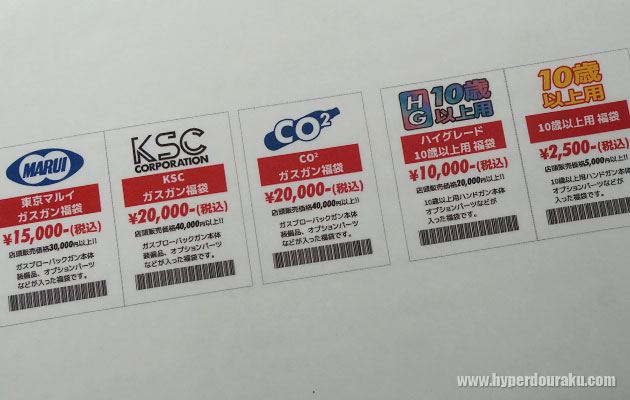 MARUI
東京マルイ
ガスガン福袋
¥15,000-(税込)
店頭販売価格30,000円以上!!
ガスブローバックガン本体
装備品、オプションパーツ
などが入った福袋です。
KSC
CORPORATION
KSC
ガスガン福袋
¥20,000-(税込)
店頭販売価格40,000円以上!!
ガスブローバックガン本体
装備品、オプションパーツ
などが入った福袋です。
CO²
CO²
ガスガン福袋
¥20,000-(税込)
店頭販売価格40,000円以上!!
ガスブローバックガン本体
装備品、オプションパーツ
などが入った福袋です。
HG 10歳
以上用
ハイグレード
10歳以上用 福袋
¥10,000-(税込)
店頭販売価格20,000円以上!!
10歳以上用ハンドガン本体
オプションパーツなどが
入った福袋です。
10歳
以上用
10歳以上用 福袋
¥2,500-(税込)
店頭販売価格5,000円以上!!
10歳以上用ハンドガン本体
オプションパーツなどが
入った福袋です。
www.hyperdouraku.com